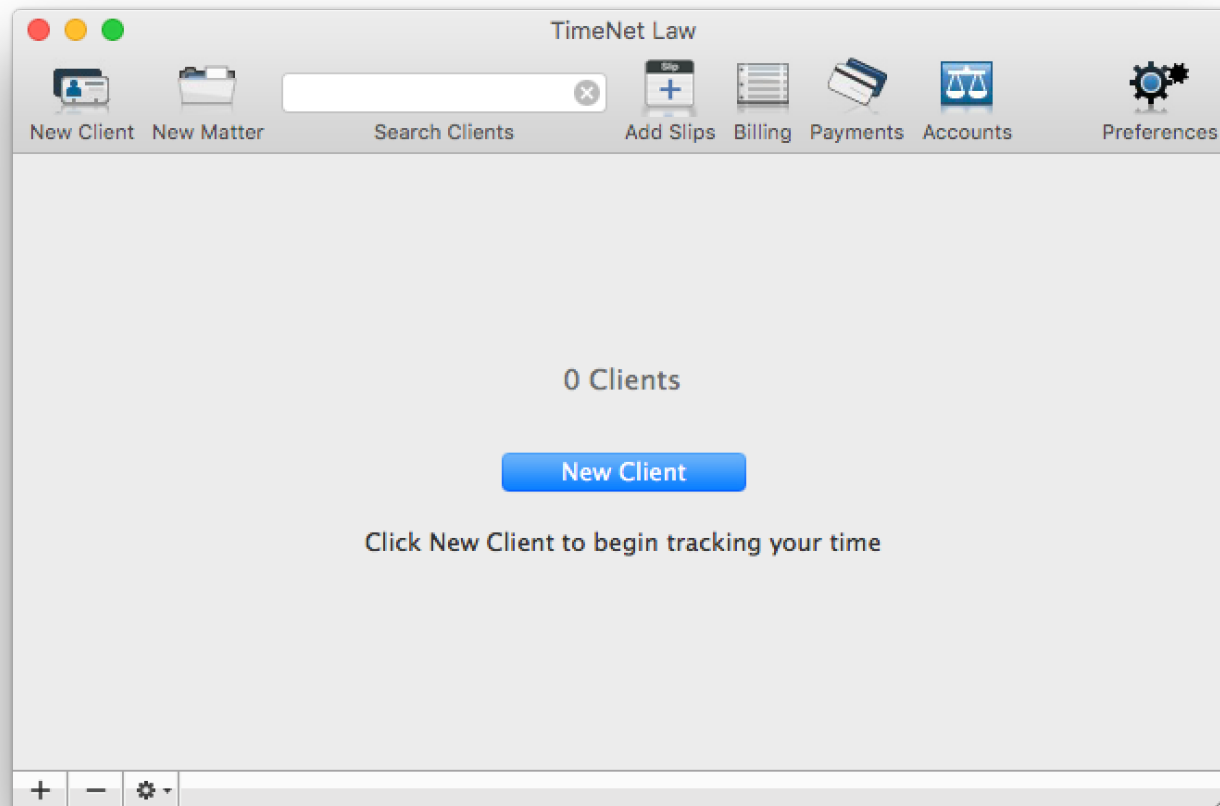 TimeNet Law
Slip
New Client New Matter Search Clients Add Slips Billing Payments Accounts Preferences
0 Clients
New Client
Click New Client to begin tracking your time